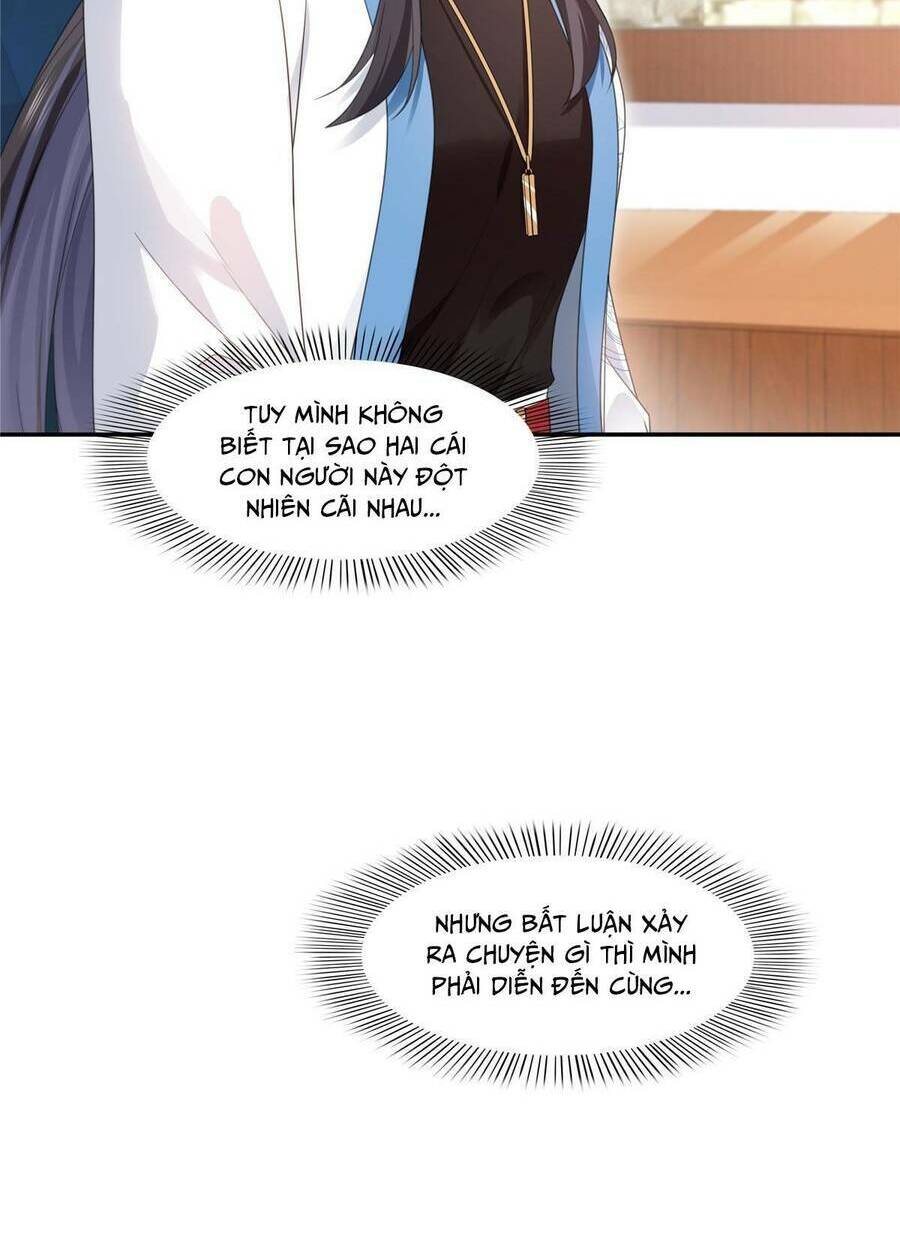 TUY MÌNH KHÔNG
BIẾT TẠI SAO HAI CÁI
CON NGƯỜI NÀY ĐỘT
NHIÊN CÃI NHAU...
NHƯNG BẤT LUẬN XẢY
RA CHUYỆN GÌ THÌ MÌNH
PHẢI DIỄN ĐẾN CÙNG...